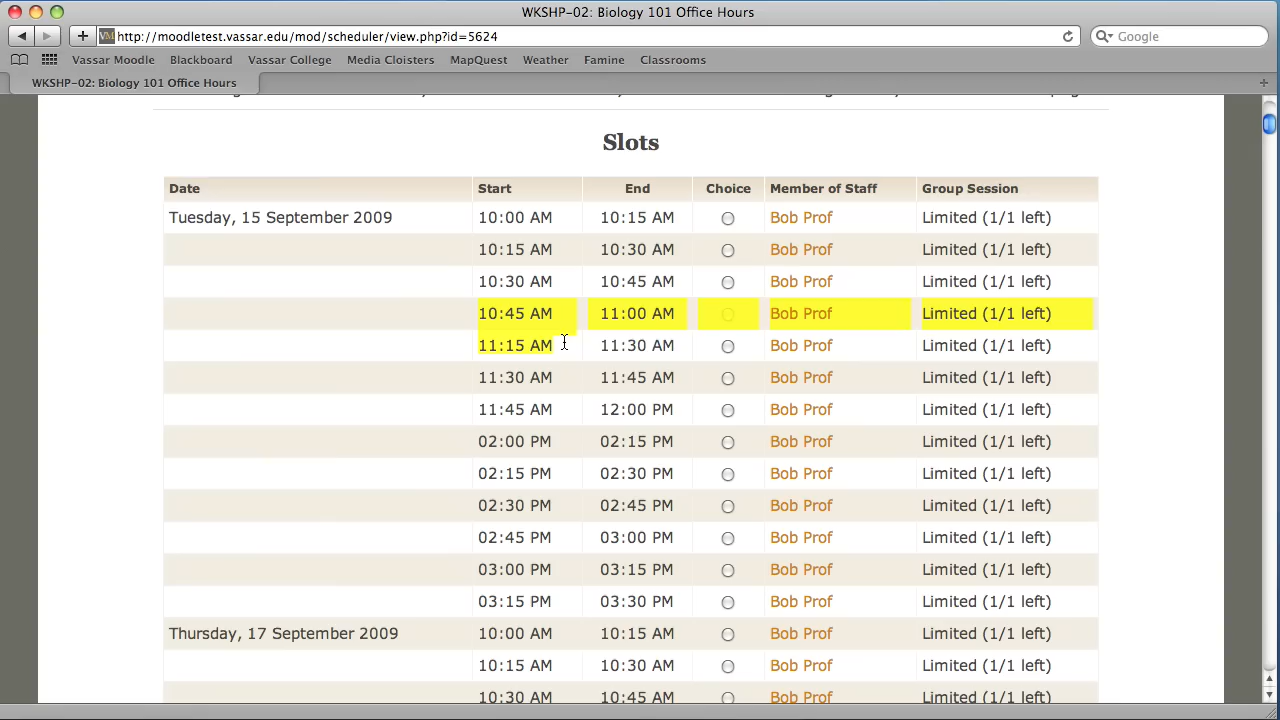 WKSHP-02: Biology 101 Office Hours
http://moodletest.vassar.edu/mod/scheduler/view.php?id=5624
Google
Vassar Moodle Blackboard Vassar College Media Cloisters MapQuest Weather Famine Classrooms
WKSHP-02: Biology 101 Office Hours
Slots
Date Start End Choice Member of Staff Group Session
Tuesday, 15 September 2009 10:00 AM 10:15 AM Bob Prof Limited (1/1 left)
10:15 AM 10:30 AM Bob Prof Limited (1/1 left)
10:30 AM 10:45 AM Bob Prof Limited (1/1 left)
10:45 AM 11:00 AM Bob Prof Limited (1/1 left)
11:15 AM 11:30 AM Bob Prof Limited (1/1 left)
11:30 AM 11:45 AM Bob Prof Limited (1/1 left)
11:45 AM 12:00 PM Bob Prof Limited (1/1 left)
02:00 PM 02:15 PM Bob Prof Limited (1/1 left)
02:15 PM 02:30 PM Bob Prof Limited (1/1 left)
02:30 PM 02:45 PM Bob Prof Limited (1/1 left)
02:45 PM 03:00 PM Bob Prof Limited (1/1 left)
03:00 PM 03:15 PM Bob Prof Limited (1/1 left)
03:15 PM 03:30 PM Bob Prof Limited (1/1 left)
Thursday, 17 September 2009 10:00 AM 10:15 AM Bob Prof Limited (1/1 left)
10:15 AM 10:30 AM Bob Prof Limited (1/1 left)
10:30 AM 10:45 AM Bob Prof Limited (1/1 left)